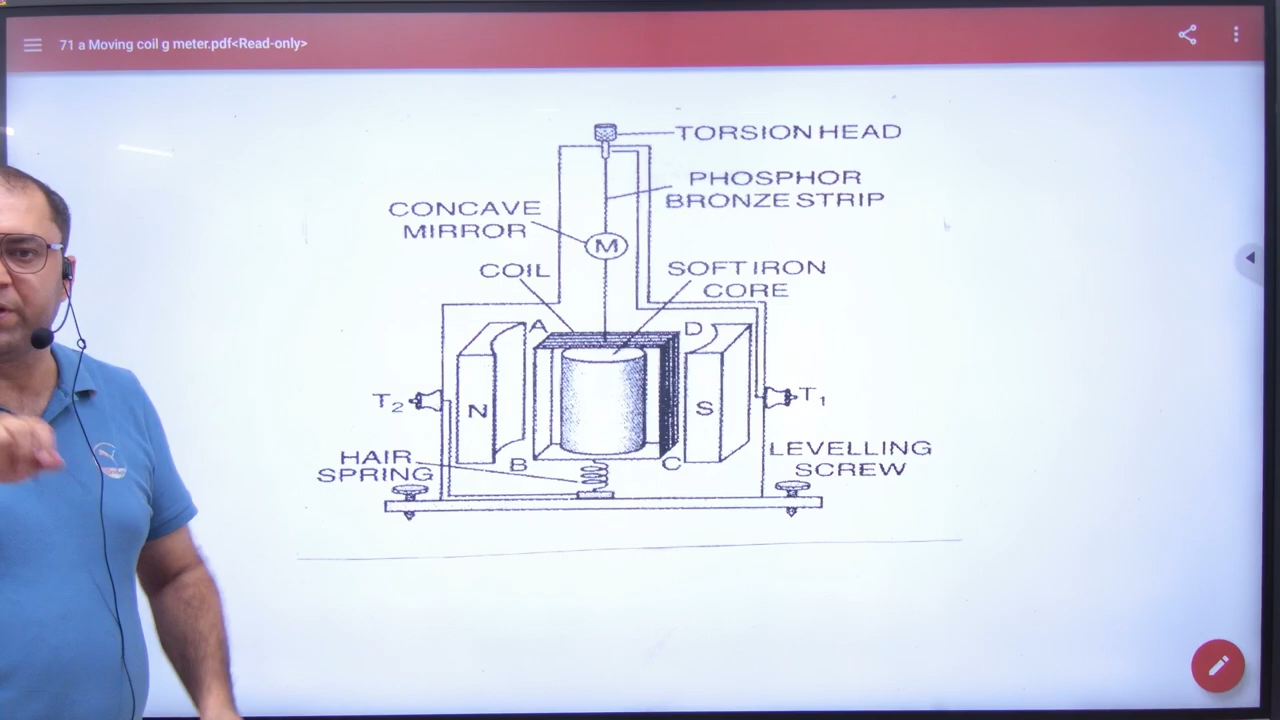 71 a Moving coil g meter.pdf<Read-only>
TORSION HEAD
PHOSPHOR
BRONZE STRIP
CONCAVE
MIRROR
M
COIL
SOFT IRON
CORE
A
D
T2
N
S
T1
HAIR
SPRING
B
C
LEVELLING
SCREW